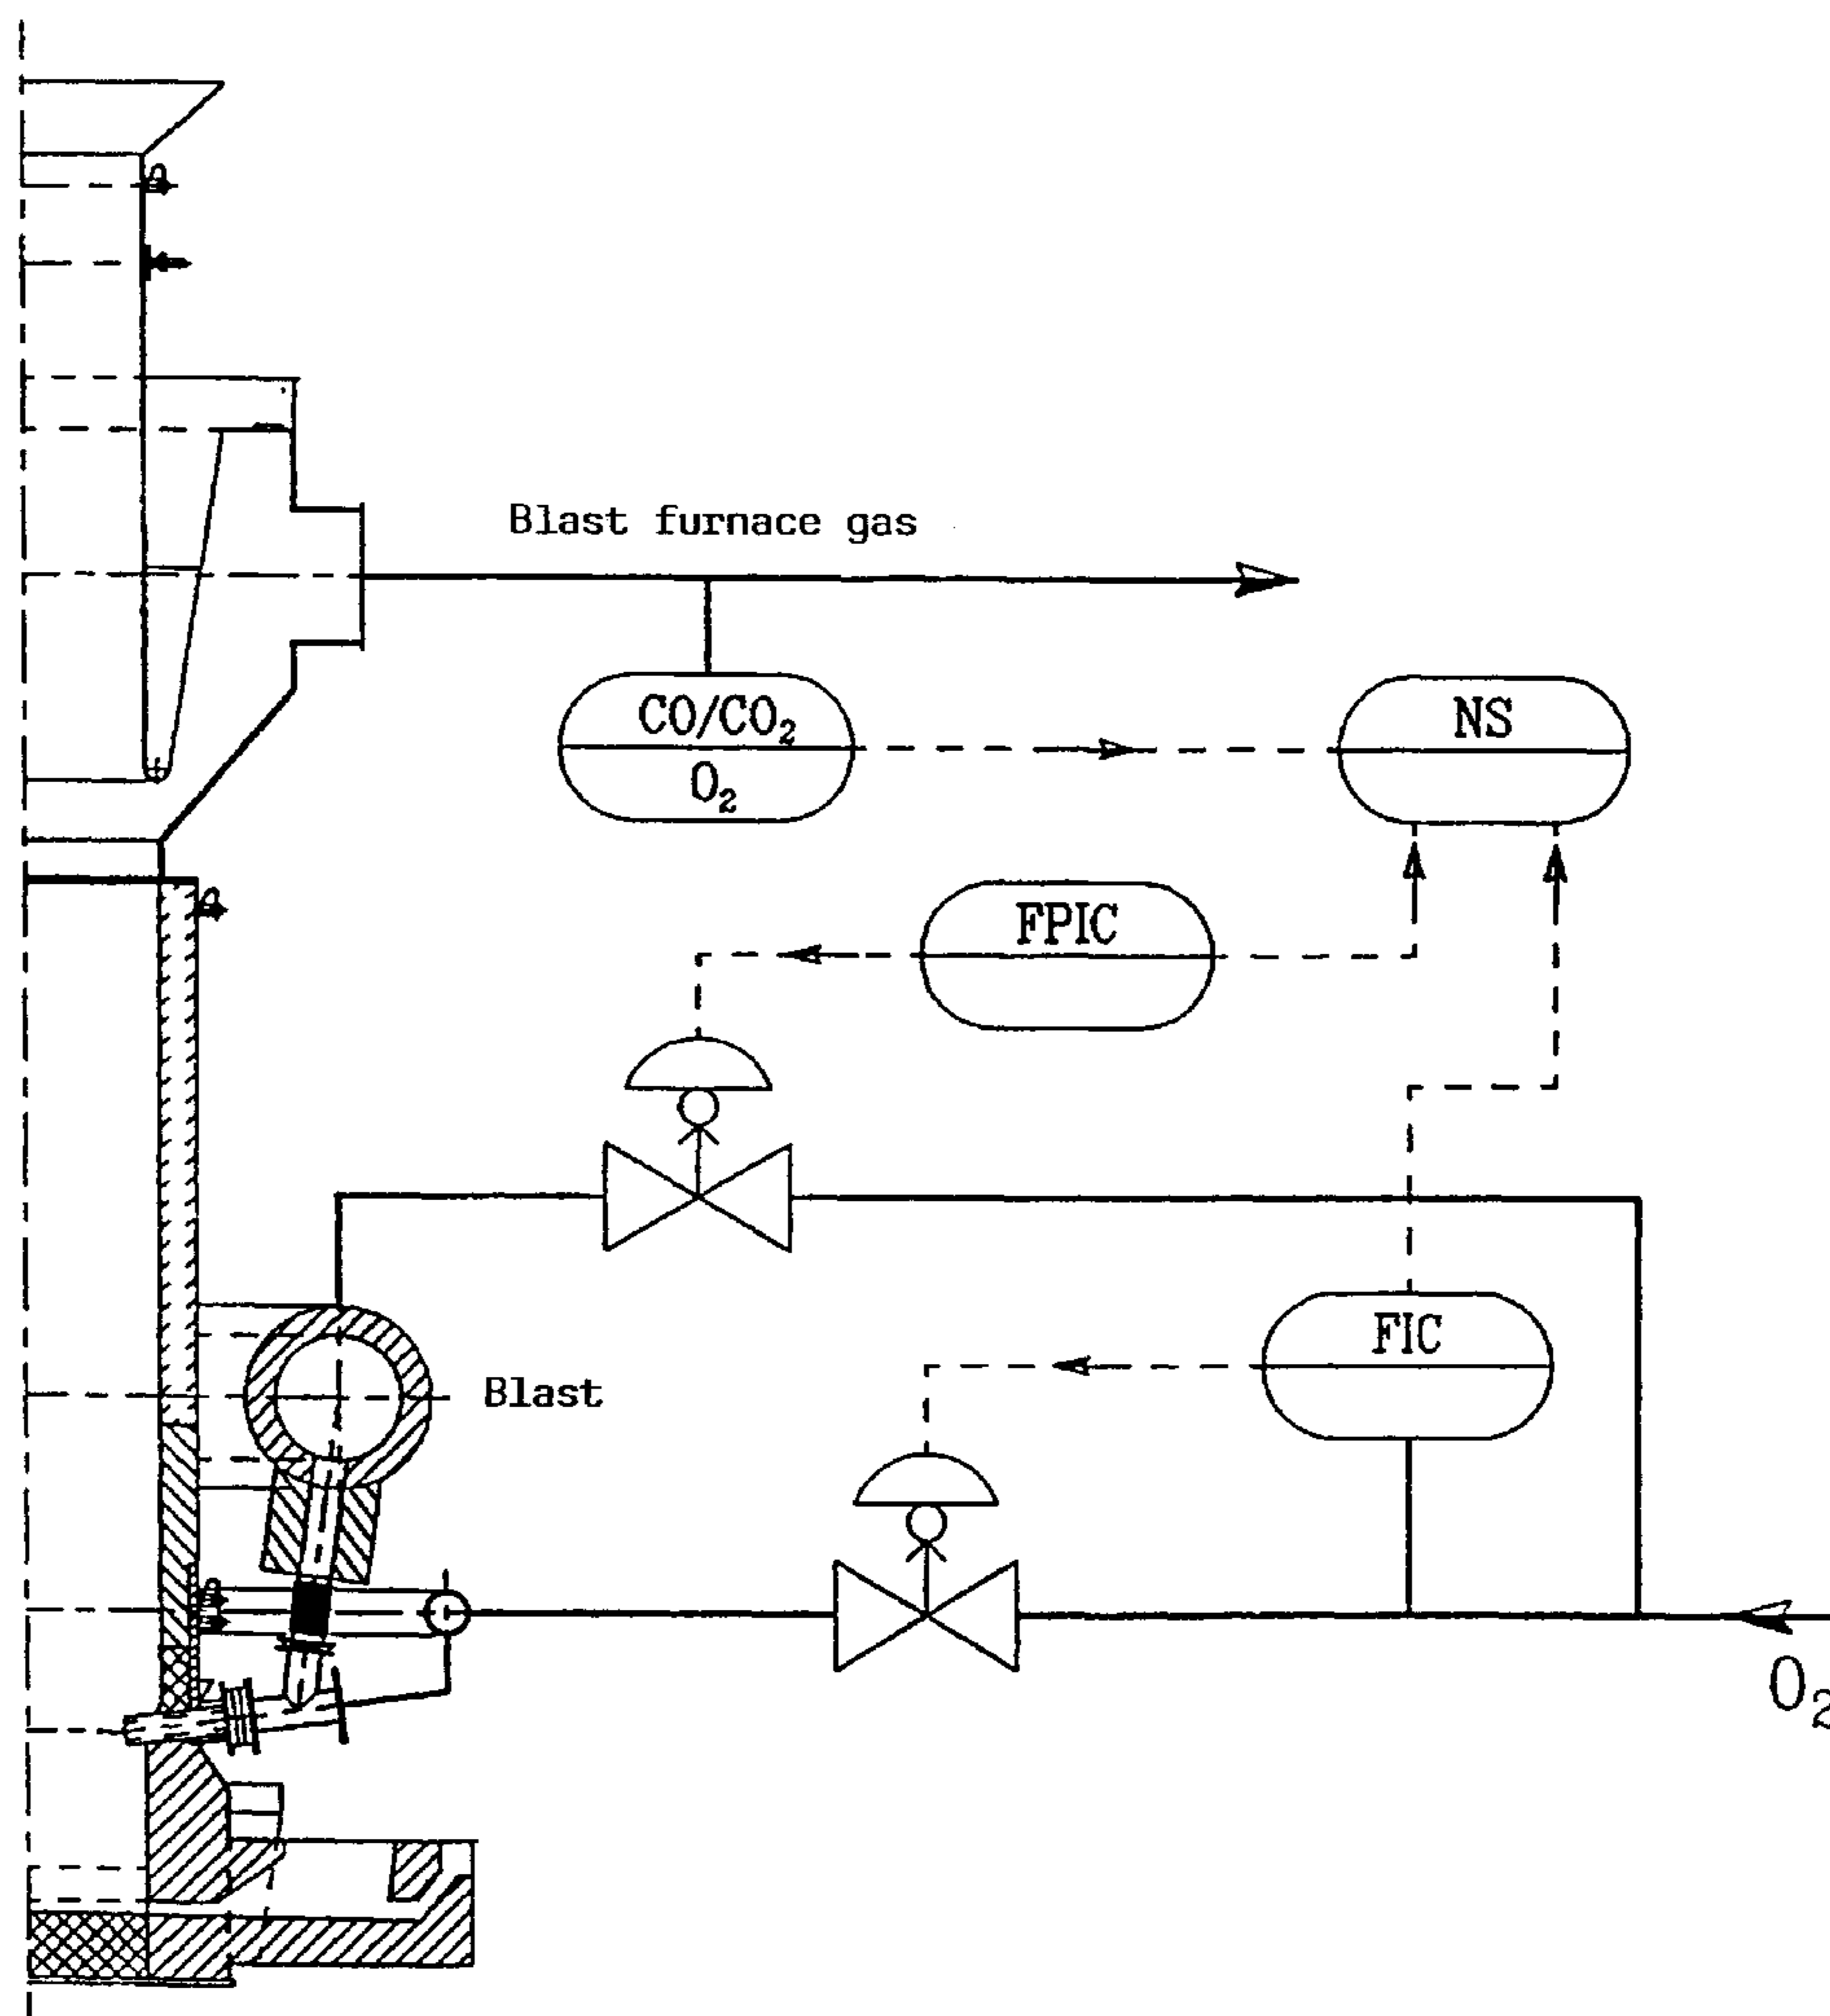 Blast furnace gas
CO/CO₂
O₂
NS
FPIC
FIC
Blast
O₂